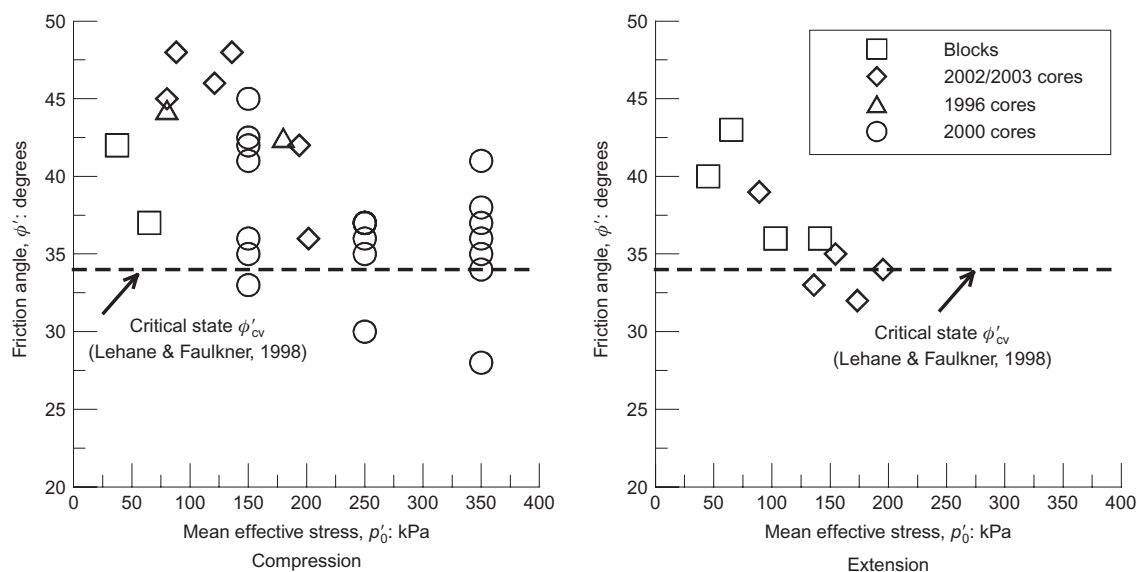 50
45
40
35
30
25
20
Friction angle, ϕ′: degrees
Critical state ϕ′cv
(Lehane & Faulkner, 1998)
0 50 100 150 200 250 300 350 400
Mean effective stress, p′0: kPa
Compression
50
45
40
35
30
25
20
Friction angle, ϕ′: degrees
Blocks
2002/2003 cores
1996 cores
2000 cores
Critical state ϕ′cv
(Lehane & Faulkner, 1998)
0 50 100 150 200 250 300 350 400
Mean effective stress, p′0: kPa
Extension